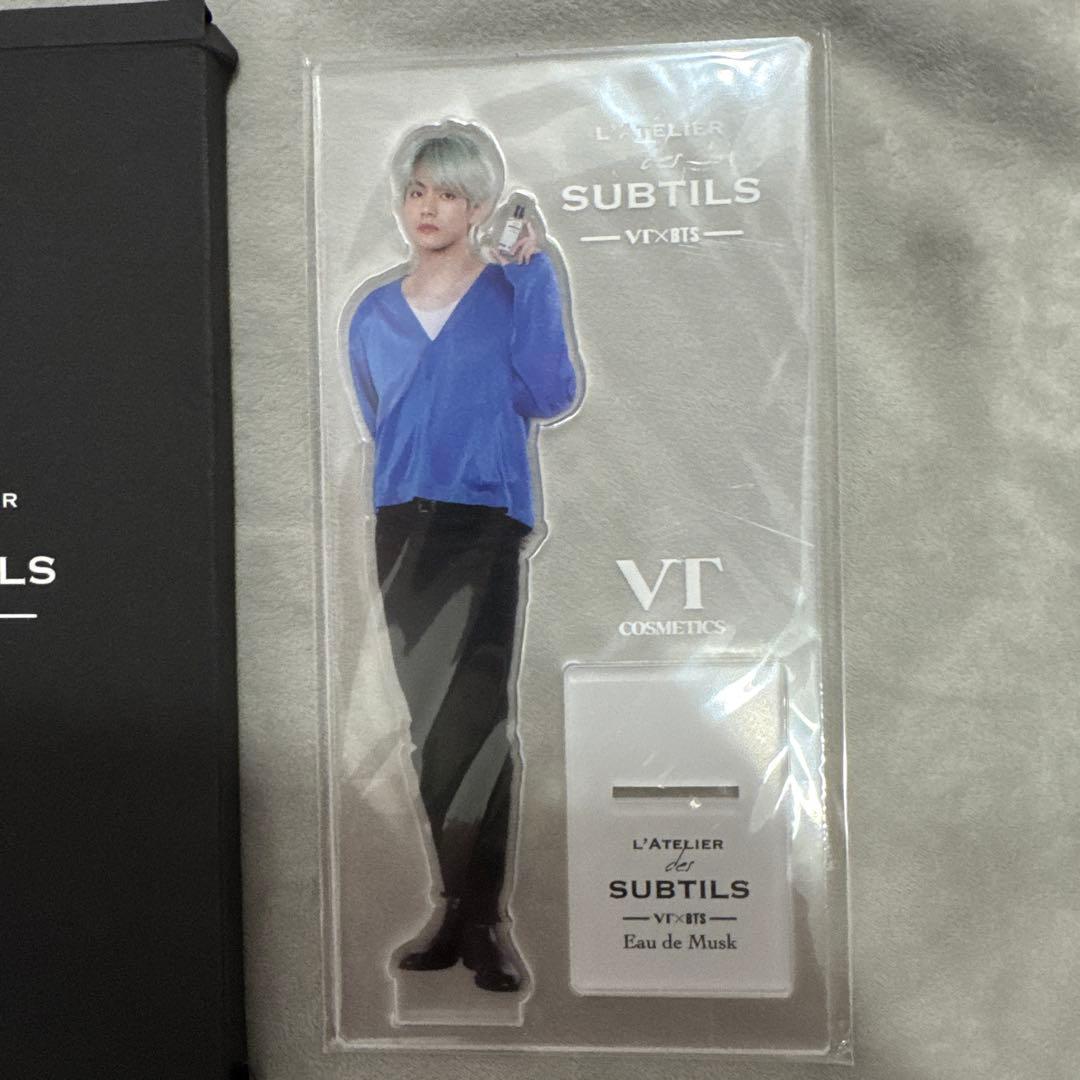 R
LS
L'ATELIER
des
SUBTILS
VT×BTS
VT
COSMETICS
L'ATELIER
des
SUBTILS
VT×BTS
Eau de Musk